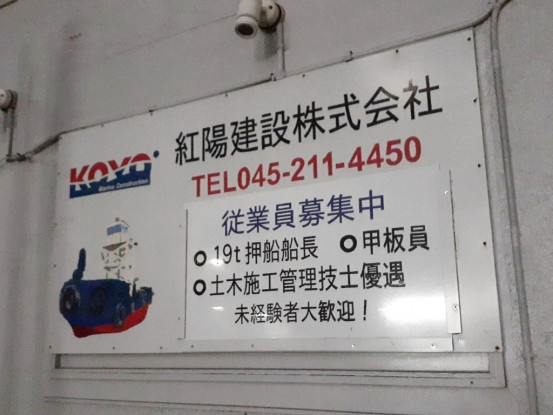 KOYO
Marine Construction
紅陽建設株式会社
TEL045-211-4450
従業員募集中
○19t押船船長 ○甲板員
○土木施工管理技士優遇
未経験者大歓迎！